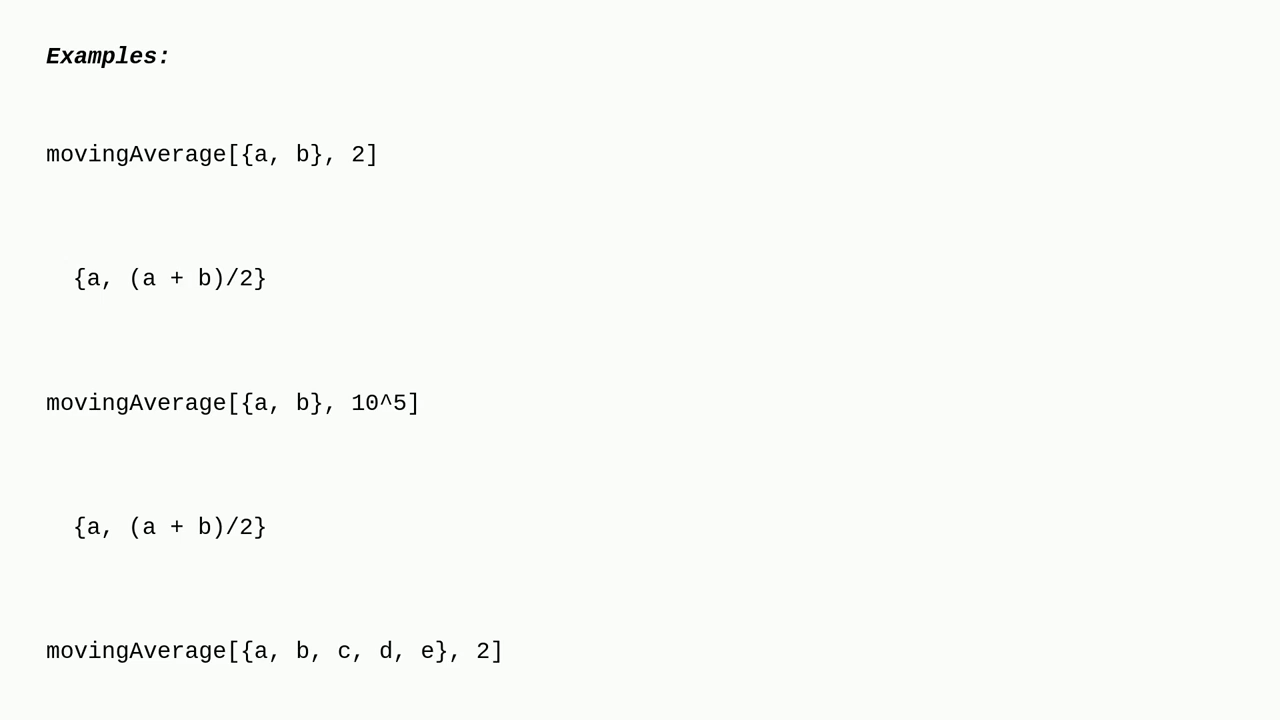 Examples:
movingAverage[{a, b}, 2]
{a, (a + b)/2}
movingAverage[{a, b}, 10^5]
{a, (a + b)/2}
movingAverage[{a, b, c, d, e}, 2]